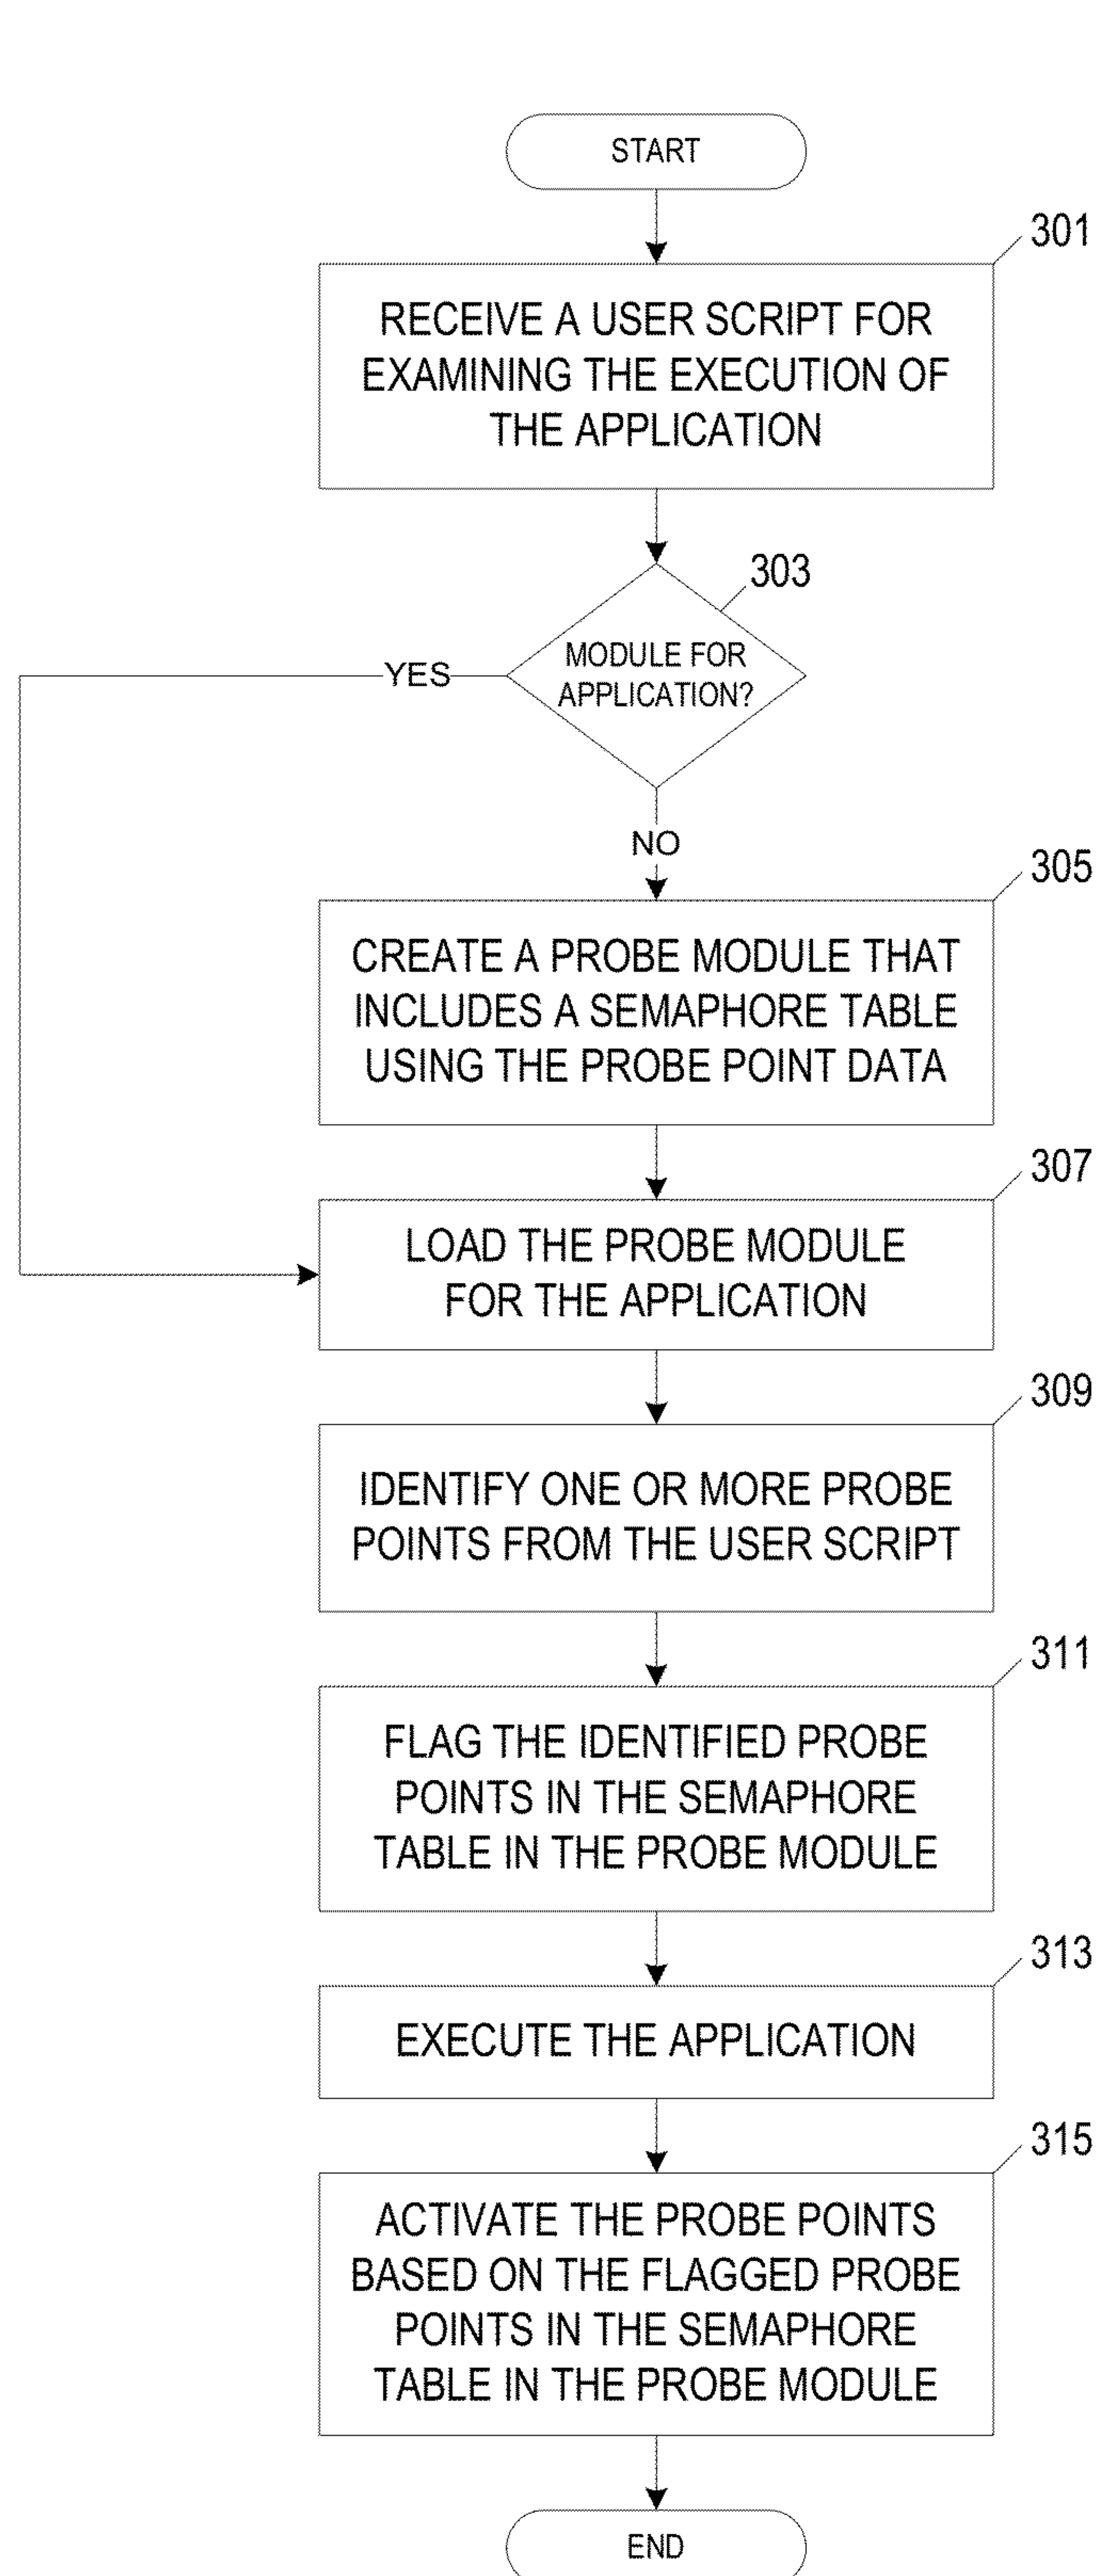 START
301
RECEIVE A USER SCRIPT FOR
EXAMINING THE EXECUTION OF
THE APPLICATION
303
MODULE FOR
APPLICATION?
YES
NO
305
CREATE A PROBE MODULE THAT
INCLUDES A SEMAPHORE TABLE
USING THE PROBE POINT DATA
307
LOAD THE PROBE MODULE
FOR THE APPLICATION
309
IDENTIFY ONE OR MORE PROBE
POINTS FROM THE USER SCRIPT
311
FLAG THE IDENTIFIED PROBE
POINTS IN THE SEMAPHORE
TABLE IN THE PROBE MODULE
313
EXECUTE THE APPLICATION
315
ACTIVATE THE PROBE POINTS
BASED ON THE FLAGGED PROBE
POINTS IN THE SEMAPHORE
TABLE IN THE PROBE MODULE
END